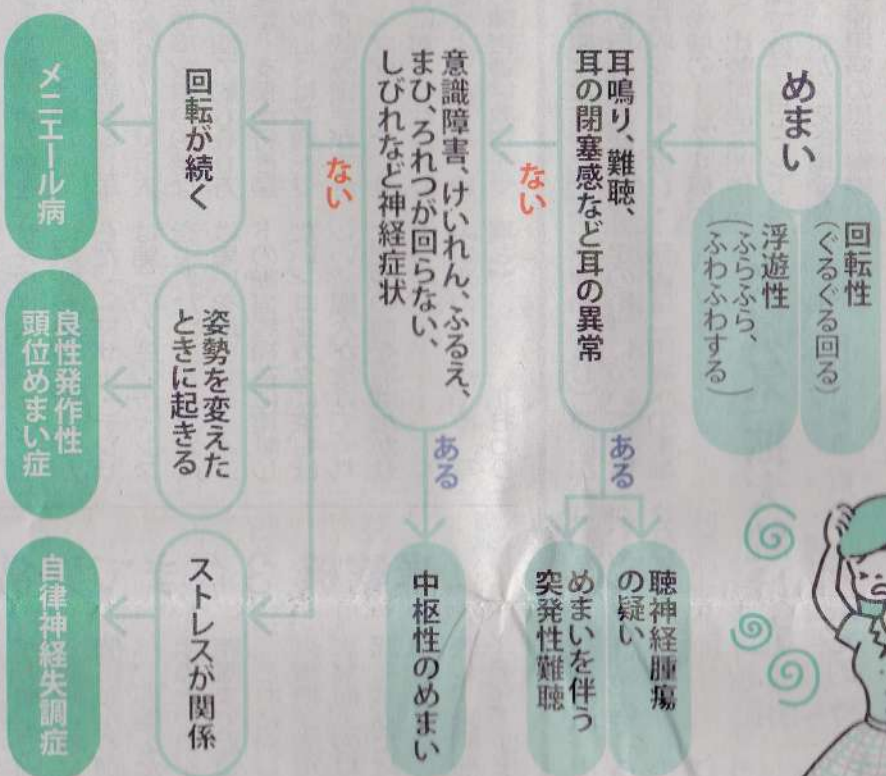 めまい
回転性
(ぐるぐる回る)
浮遊性
(ふらふら、
ふわふわする)
耳鳴り、難聴、
耳の閉塞感など耳の異常
ある
聴神経腫瘍
の疑い
めまいを伴う
突発性難聴
ない
意識障害、けいれん、ふるえ、
まひ、ろれつが回らない、
しびれなど神経症状
ある
中枢性のめまい
ない
回転が続く
姿勢を変えた
ときに起きる
ストレスが関係
メニエール病
良性発作性
頭位めまい症
自律神経失調症